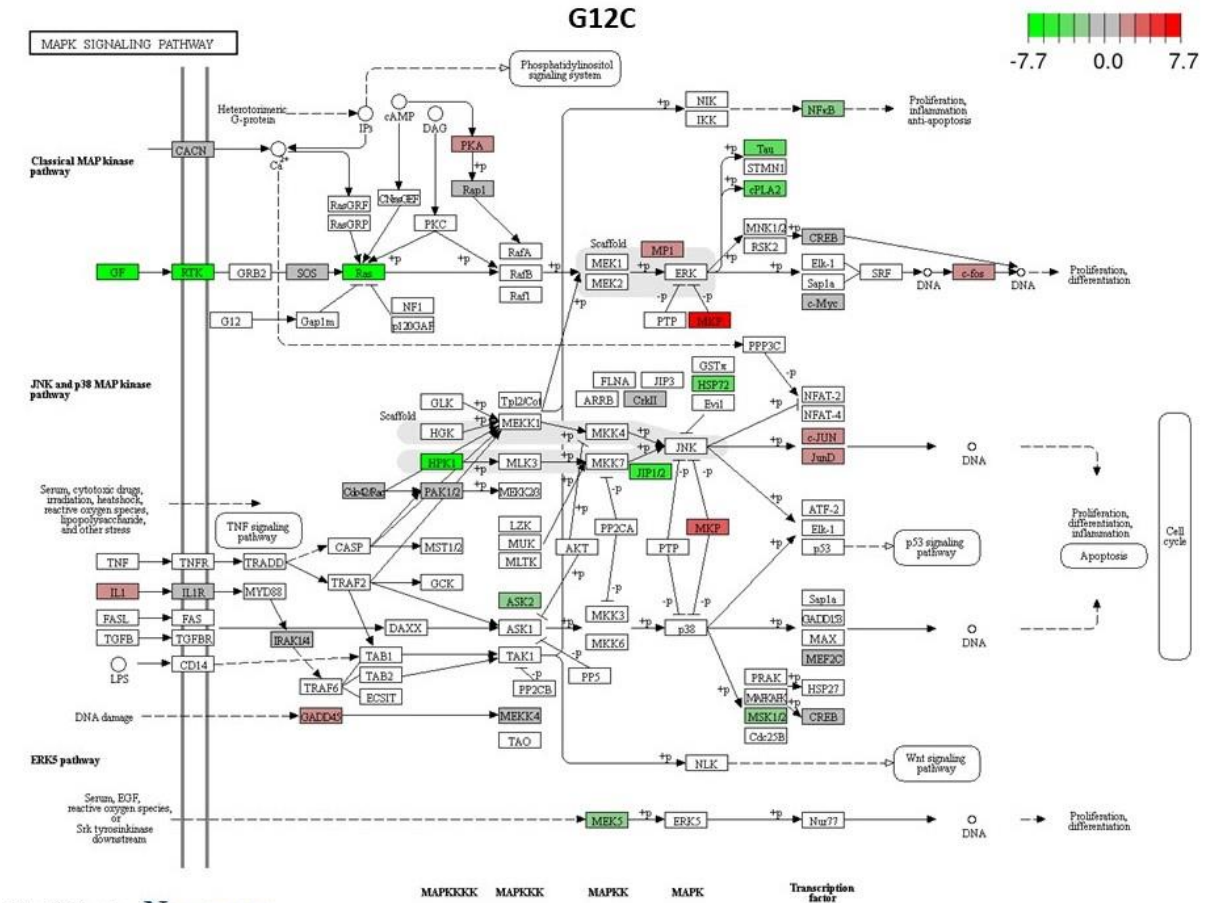 G12C
MAPK SIGNALING PATHWAY
-7.7 0.0 7.7
Phosphatidylinositol
signaling system
Heterotorimeric
G-protein
IP3
cAMP
DAG
PKA
+p
Rap1
NIK
IKK
+p
NFκB
Proliferation,
inflammation
anti-apoptosis
Classical MAP kinase
pathway
CACN
Ca2+
RasGRF
RasGRP
CNasGEF
PKC
Tau
STMN1
cPLA2
+p
+p
RafA
RafB
Raf1
Scaffold
MP1
MEK1
MEK2
ERK
MNK1/2
RSK2
+p
CREB
GF
RTK
GRB2
SOS
Ras
+p
+p
+p
+p
+p
+p
Elk-1
Sap1a
c-Myc
SRF
DNA
c-fos
DNA
Proliferation,
differentiation
G12
Gap1m
NF1
p120GAP
-p
-p
PTP
MKP
+p
PPP3C
-p
JNK and p38 MAP kinase
pathway
Scaffold
GLK
HGK
HPK1
Tpl2/Cot
MEKK1
MLK3
MEKK2/3
FLNA
JIP3
ARRB
CrkII
GSTπ
HSP72
Evi1
NFAT-2
NFAT-4
MKK4
MKK7
JNK
JIP1/2
c-JUN
JunD
DNA
+p
+p
+p
+p
+p
+p
+p
+p
+p
Cdc42/Rac
PAK1/2
+p
Serum, cytotoxic drugs,
irradiation, heatshock,
reactive oxygen species,
lipopolysaccharide,
and other stress
TNF signaling
pathway
LZK
MUK
MLTK
-p
PP2CA
AKT
-p
-p
MKP
PTP
+p
ATF-2
Elk-1
p53
p53 signaling
pathway
Proliferation,
differentiation,
inflammation
Apoptosis
Cell
cycle
TNF
TNFR
TRADD
CASP
MST1/2
IL1
IL1R
MYD88
TRAF2
GCK
ASK2
+p
+p
FASL
FAS
TGFB
TGFBR
IRAK1/4
DAXX
ASK1
MKK3
MKK6
-p
-p
-p
p38
+p
+p
+p
Sap1a
GADD153
MAX
MEF2C
DNA
LPS
CD14
TAB1
TAB2
TRAF6
ECSIT
TAK1
-p
-p
PP2CB
PP5
+p
PRAK
MAPKAPK
MSK1/2
Cdc25B
+p
+p
HSP27
CREB
DNA damage
GADD45
MEKK4
TAO
ERK5 pathway
+p
NLK
Wnt signaling
pathway
Serum, EGF,
reactive oxygen species,
or
Srk tyrosinkinase
downstream
MEK5
+p
ERK5
+p
Nur77
DNA
Proliferation,
differentiation
MAPKKKK MAPKKK MAPKK MAPK Transcription
factor